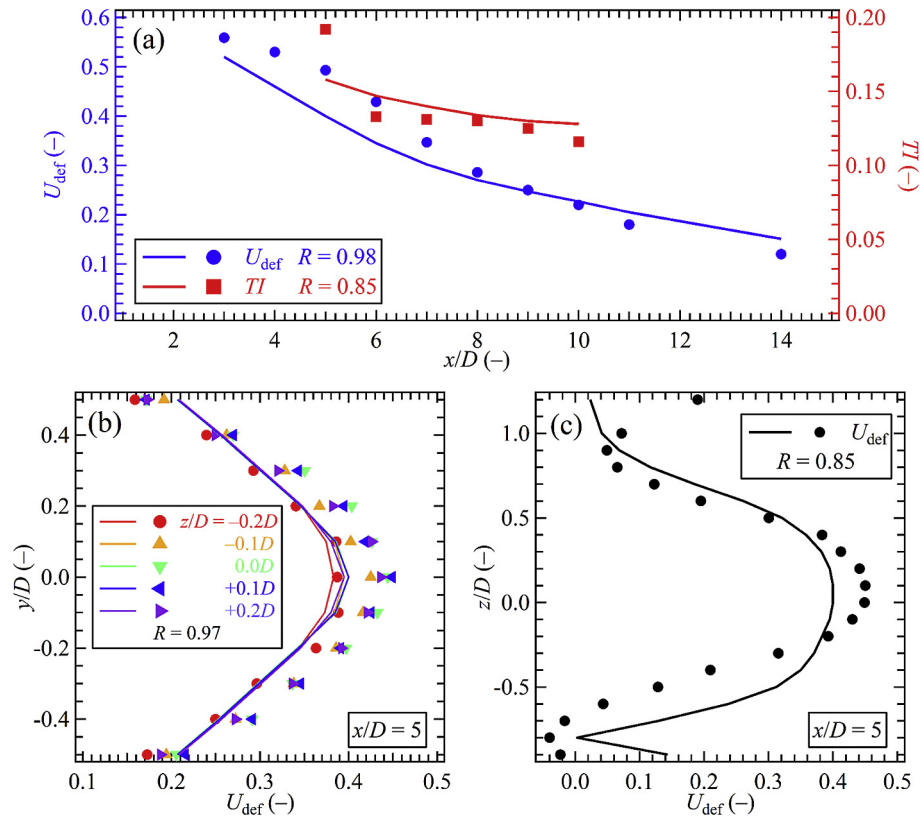 (a)
0.6
0.5
0.4
0.3
0.2
0.1
0.0
U_def (–)
0.20
0.15
0.10
0.05
0.00
TI (–)
U_def R = 0.98
TI R = 0.85
2 4 6 8 10 12 14
x/D (–)
(b)
0.4
0.2
0.0
-0.2
-0.4
y/D (–)
z/D = –0.2D
–0.1D
0.0D
+0.1D
+0.2D
R = 0.97
x/D = 5
0.1 0.2 0.3 0.4 0.5
U_def (–)
(c)
1.0
0.5
0.0
-0.5
z/D (–)
U_def
R = 0.85
x/D = 5
0.0 0.1 0.2 0.3 0.4 0.5
U_def (–)